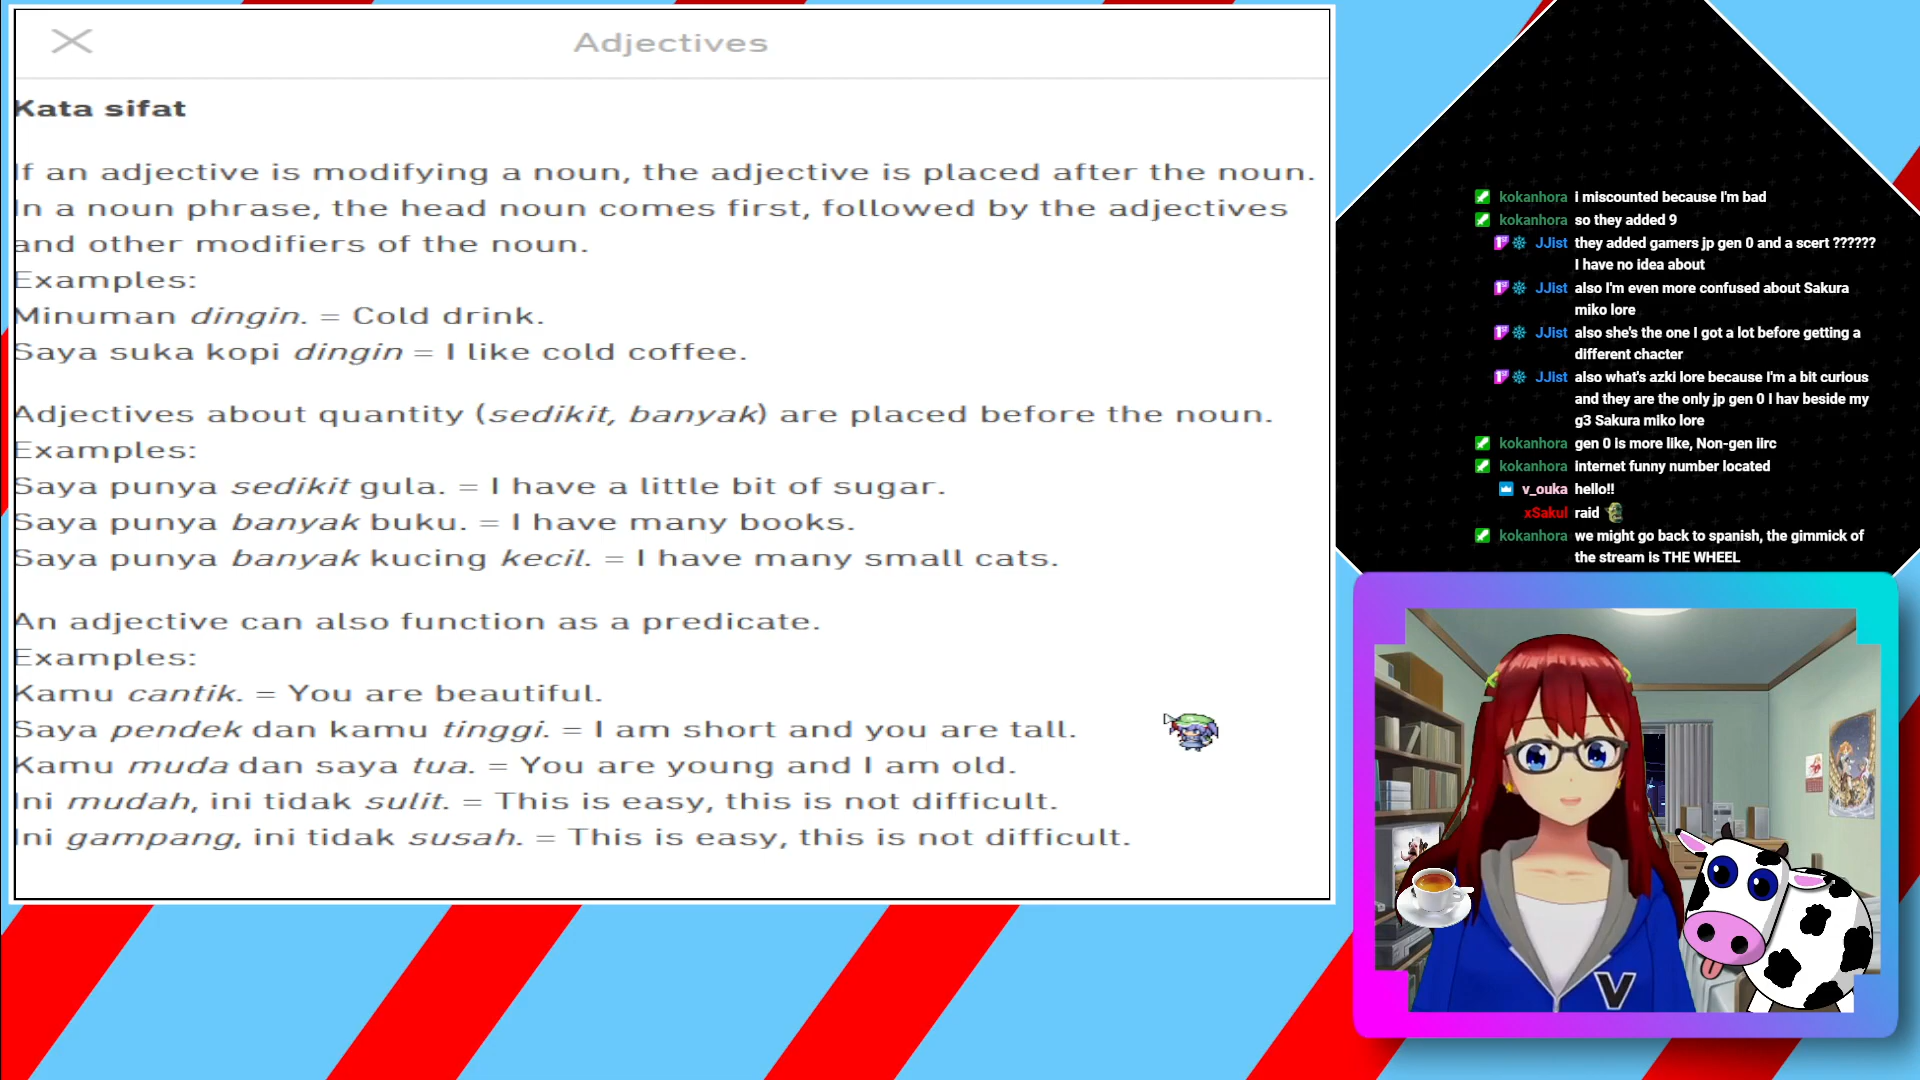 Adjectives
Kata sifat
If an adjective is modifying a noun, the adjective is placed after the noun.
In a noun phrase, the head noun comes first, followed by the adjectives
and other modifiers of the noun.
Examples:
Minuman dingin. = Cold drink.
Saya suka kopi dingin = I like cold coffee.
Adjectives about quantity (sedikit, banyak) are placed before the noun.
Examples:
Saya punya sedikit gula. = I have a little bit of sugar.
Saya punya banyak buku. = I have many books.
Saya punya banyak kucing kecil. = I have many small cats.
An adjective can also function as a predicate.
Examples:
Kamu cantik. = You are beautiful.
Saya pendek dan kamu tinggi. = I am short and you are tall.
Kamu muda dan saya tua. = You are young and I am old.
Ini mudah, ini tidak sulit. = This is easy, this is not difficult.
Ini gampang, ini tidak susah. = This is easy, this is not difficult.
kokanhora i miscounted because I'm bad
kokanhora so they added 9
JJist they added gamers jp gen 0 and a scert ??????
I have no idea about
JJist also I'm even more confused about Sakura
miko lore
JJist also she's the one I got a lot before getting a
different chacter
JJist also what's azki lore because I'm a bit curious
and they are the only jp gen 0 I hav beside my
g3 Sakura miko lore
kokanhora gen 0 is more like, Non-gen iirc
kokanhora internet funny number located
v_ouka hello!!
xSakul raid
kokanhora we might go back to spanish, the gimmick of
the stream is THE WHEEL
V